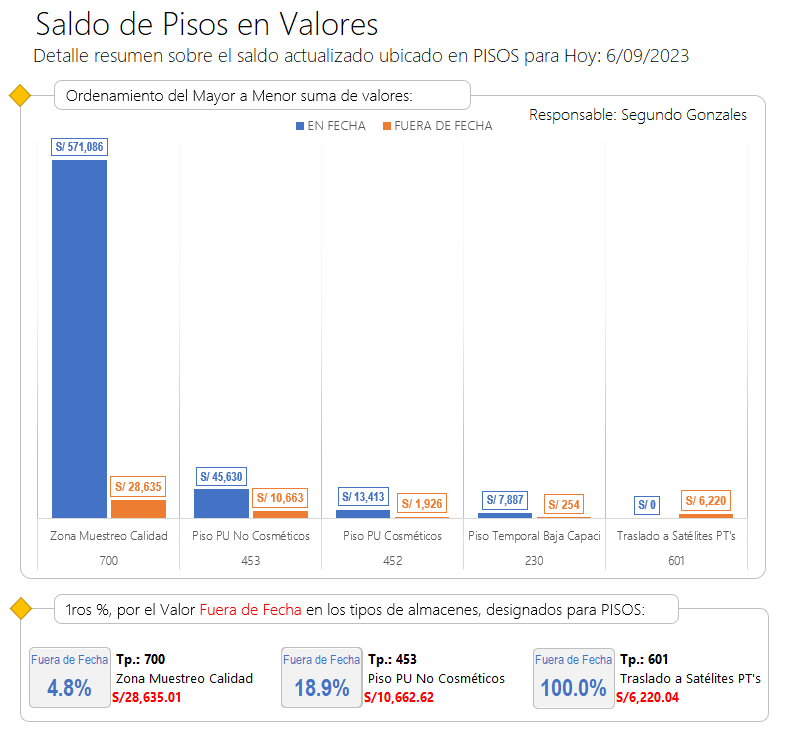 Saldo de Pisos en Valores
Detalle resumen sobre el saldo actualizado ubicado en PISOS para Hoy: 6/09/2023
Ordenamiento del Mayor a Menor suma de valores:
Responsable: Segundo Gonzales
EN FECHA FUERA DE FECHA
S/ 571,086
S/ 28,635
S/ 45,630
S/ 10,663
S/ 13,413
S/ 1,926
S/ 7,887
S/ 254
S/ 0
S/ 6,220
Zona Muestreo Calidad Piso PU No Cosméticos Piso PU Cosméticos Piso Temporal Baja Capaci Traslado a Satélites PT's
700 453 452 230 601
1ros %, por el Valor Fuera de Fecha en los tipos de almacenes, designados para PISOS:
Fuera de Fecha
4.8%
Tp.: 700
Zona Muestreo Calidad
S/28,635.01
Fuera de Fecha
18.9%
Tp.: 453
Piso PU No Cosméticos
S/10,662.62
Fuera de Fecha
100.0%
Tp.: 601
Traslado a Satélites PT's
S/6,220.04